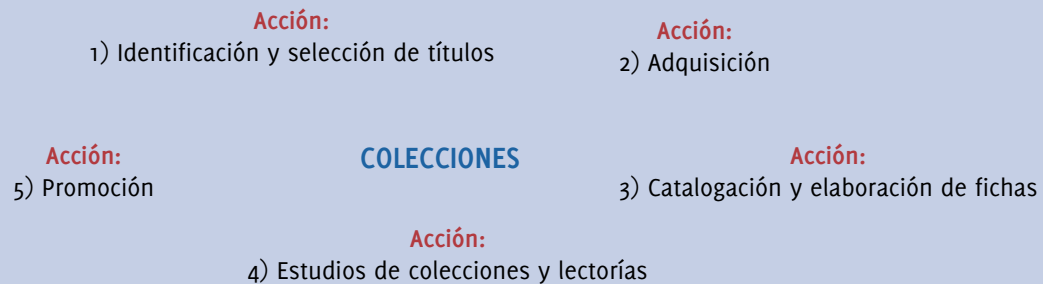 Acción:
1) Identificación y selección de títulos
Acción:
2) Adquisición
Acción:
5) Promoción
COLECCIONES
Acción:
3) Catalogación y elaboración de fichas
Acción:
4) Estudios de colecciones y lectorías